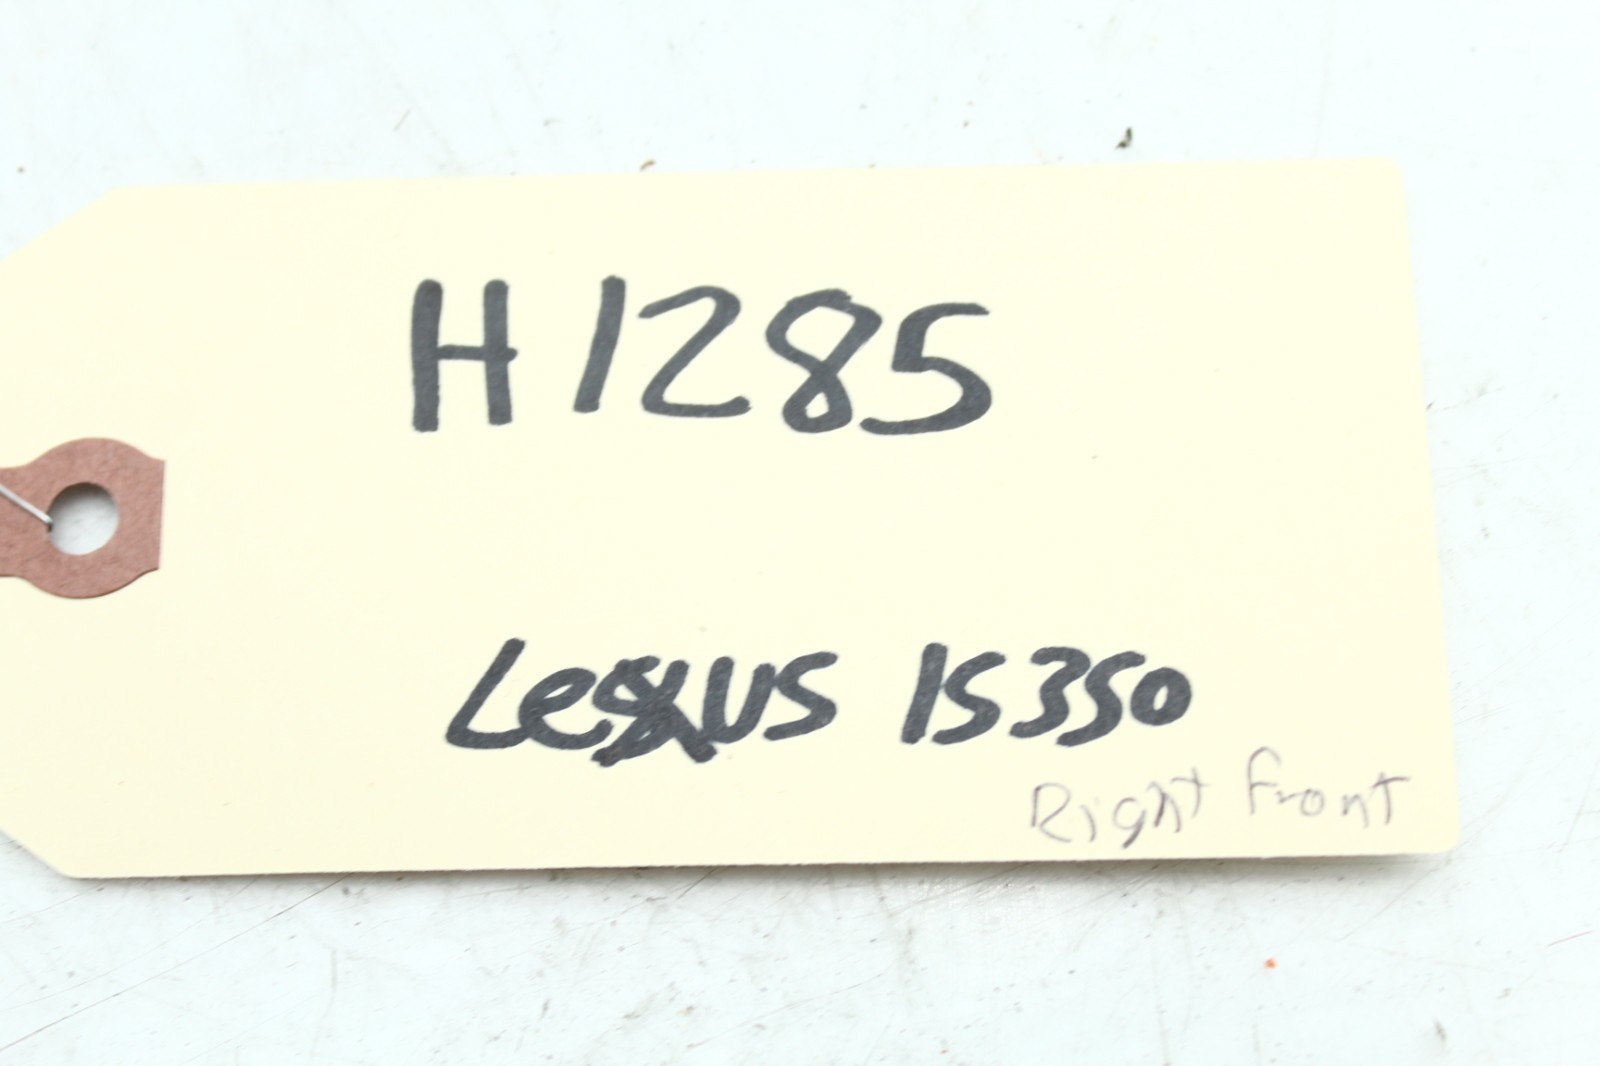 H1285
Lexus IS350
Right Front